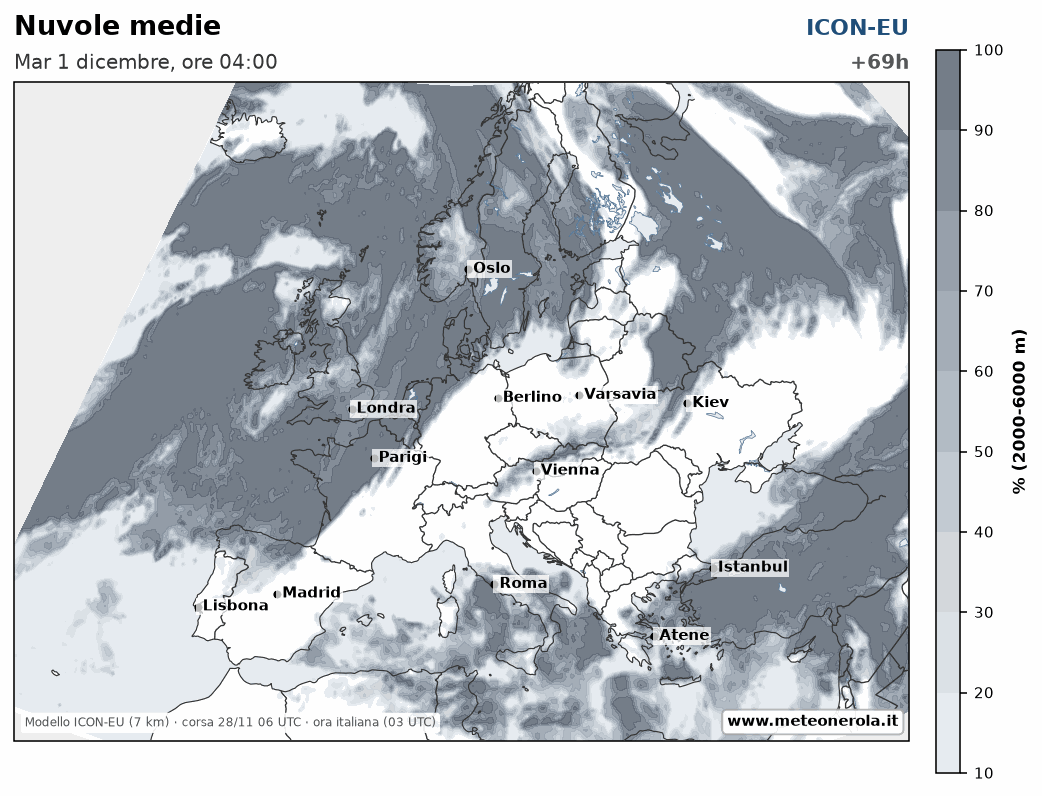 Nuvole medie
ICON-EU
Mar 1 dicembre, ore 04:00
+69h
100
90
80
70
60
50
40
30
20
10
% (2000-6000 m)
Oslo
Londra
Berlino
Varsavia
Kiev
Parigi
Vienna
Istanbul
Roma
Madrid
Lisbona
Atene
Modello ICON-EU (7 km) · corsa 28/11 06 UTC · ora italiana (03 UTC)
www.meteonerola.it